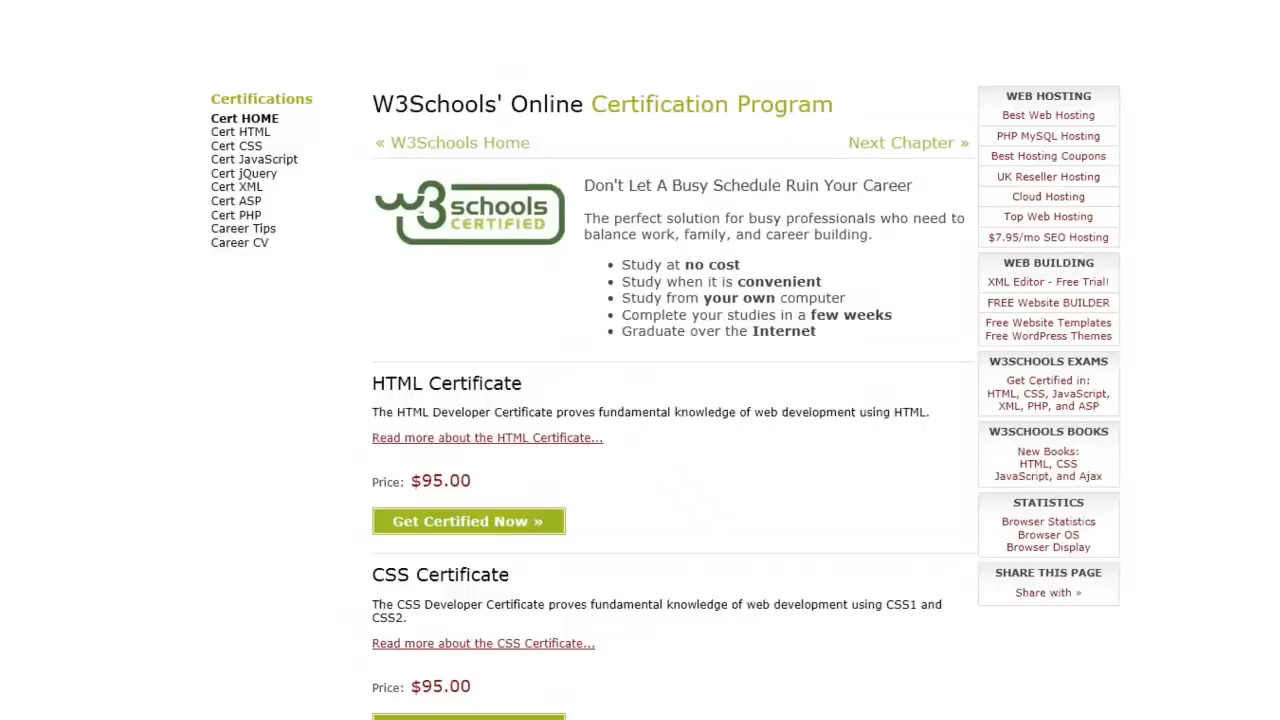 Certifications
Cert HOME
Cert HTML
Cert CSS
Cert JavaScript
Cert jQuery
Cert XML
Cert ASP
Cert PHP
Career Tips
Career CV
W3Schools' Online Certification Program
« W3Schools Home
Next Chapter »
w3schools
CERTIFIED
Don't Let A Busy Schedule Ruin Your Career
The perfect solution for busy professionals who need to
balance work, family, and career building.
• Study at no cost
• Study when it is convenient
• Study from your own computer
• Complete your studies in a few weeks
• Graduate over the Internet
HTML Certificate
The HTML Developer Certificate proves fundamental knowledge of web development using HTML.
Read more about the HTML Certificate...
Price: $95.00
Get Certified Now »
CSS Certificate
The CSS Developer Certificate proves fundamental knowledge of web development using CSS1 and
CSS2.
Read more about the CSS Certificate...
Price: $95.00
WEB HOSTING
Best Web Hosting
PHP MySQL Hosting
Best Hosting Coupons
UK Reseller Hosting
Cloud Hosting
Top Web Hosting
$7.95/mo SEO Hosting
WEB BUILDING
XML Editor - Free Trial!
FREE Website BUILDER
Free Website Templates
Free WordPress Themes
W3SCHOOLS EXAMS
Get Certified in:
HTML, CSS, JavaScript,
XML, PHP, and ASP
W3SCHOOLS BOOKS
New Books:
HTML, CSS
JavaScript, and Ajax
STATISTICS
Browser Statistics
Browser OS
Browser Display
SHARE THIS PAGE
Share with »